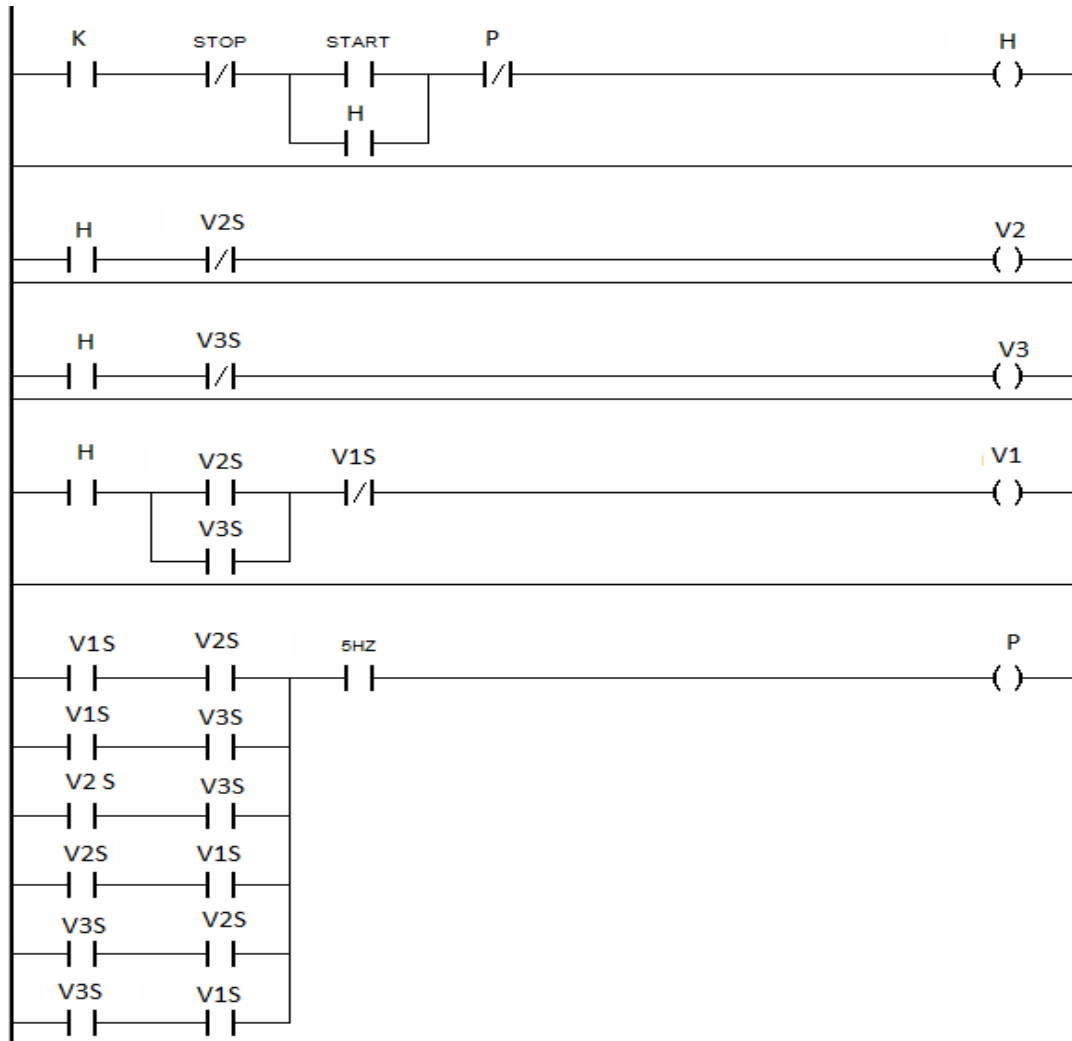 K STOP START P H
H
H V2S V2
H V3S V3
H V2S V1S V1
V3S
V1S V2S 5HZ P
V1S V3S
V2 S V3S
V2S V1S
V3S V2S
V3S V1S